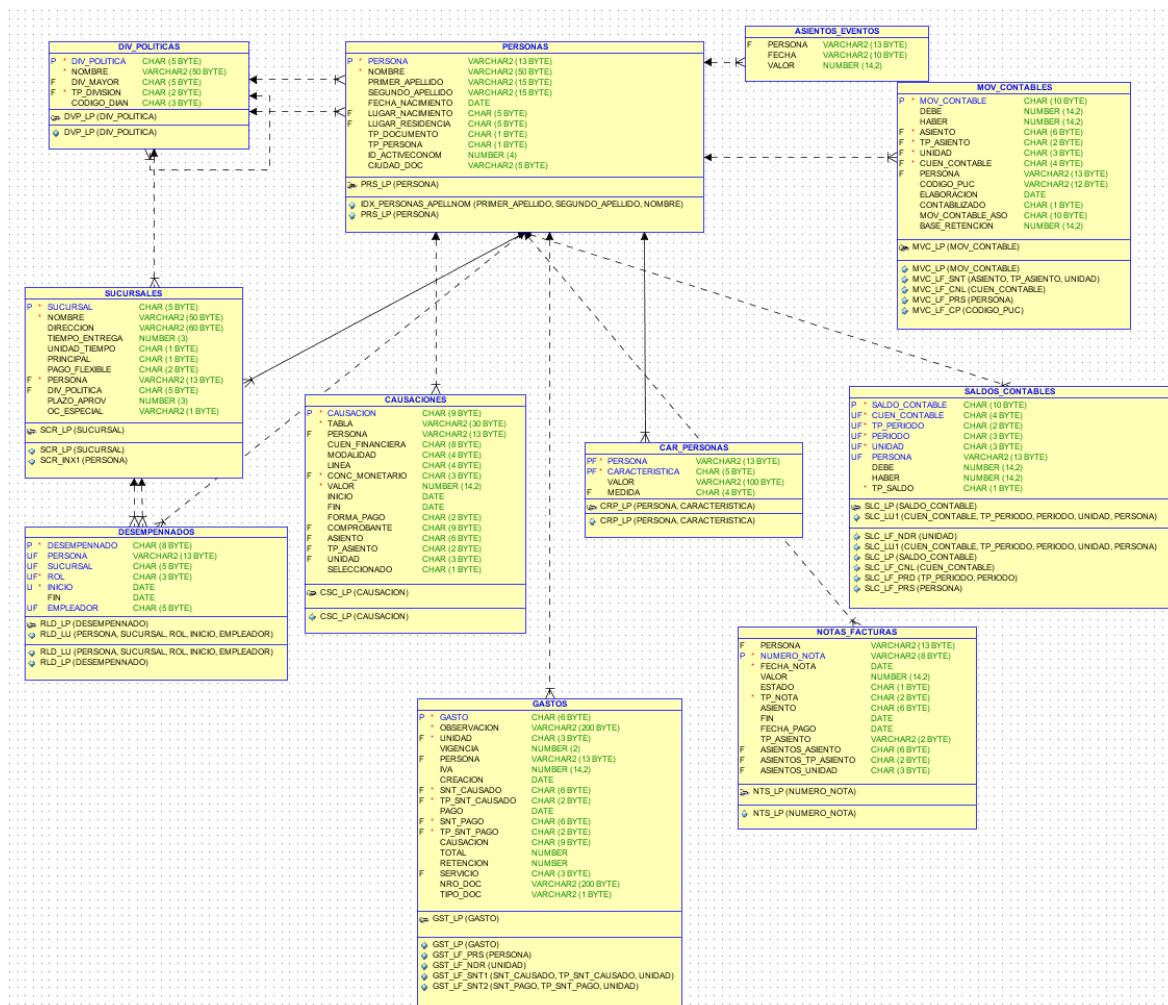 DIV_POLITICAS
P * DIV_POLITICA CHAR (5 BYTE)
* NOMBRE VARCHAR2 (50 BYTE)
F DIV_MAYOR CHAR (5 BYTE)
F * TP_DIVISION CHAR (2 BYTE)
CODIGO_DIAN CHAR (3 BYTE)
DVP_LP (DIV_POLITICA)
DVP_LP (DIV_POLITICA)
PERSONAS
P * PERSONA VARCHAR2 (13 BYTE)
* NOMBRE VARCHAR2 (50 BYTE)
PRIMER_APELLIDO VARCHAR2 (15 BYTE)
SEGUNDO_APELLIDO VARCHAR2 (15 BYTE)
FECHA_NACIMIENTO DATE
F LUGAR_NACIMIENTO CHAR (5 BYTE)
F LUGAR_RESIDENCIA CHAR (5 BYTE)
TP_DOCUMENTO CHAR (1 BYTE)
TP_PERSONA CHAR (1 BYTE)
ID_ACTIVECONOM NUMBER (4)
CIUDAD_DOC VARCHAR2 (5 BYTE)
PRS_LP (PERSONA)
IDX_PERSONAS_APELLNOM (PRIMER_APELLIDO, SEGUNDO_APELLIDO, NOMBRE)
PRS_LP (PERSONA)
ASIENTOS_EVENTOS
F PERSONA VARCHAR2 (13 BYTE)
FECHA VARCHAR2 (10 BYTE)
VALOR NUMBER (14,2)
MOV_CONTABLES
P * MOV_CONTABLE CHAR (10 BYTE)
DEBE NUMBER (14,2)
HABER NUMBER (14,2)
F * ASIENTO CHAR (6 BYTE)
F * TP_ASIENTO CHAR (2 BYTE)
F * UNIDAD CHAR (3 BYTE)
F * CUEN_CONTABLE CHAR (4 BYTE)
F PERSONA VARCHAR2 (13 BYTE)
CODIGO_PUC VARCHAR2 (12 BYTE)
ELABORACION DATE
CONTABILIZADO CHAR (1 BYTE)
MOV_CONTABLE_ASO CHAR (10 BYTE)
BASE_RETENCION NUMBER (14,2)
MVC_LP (MOV_CONTABLE)
MVC_LP (MOV_CONTABLE)
MVC_LF_SNT (ASIENTO, TP_ASIENTO, UNIDAD)
MVC_LF_CNL (CUEN_CONTABLE)
MVC_LF_PRS (PERSONA)
MVC_LF_CP (CODIGO_PUC)
SUCURSALES
P * SUCURSAL CHAR (5 BYTE)
* NOMBRE VARCHAR2 (50 BYTE)
DIRECCION VARCHAR2 (60 BYTE)
TIEMPO_ENTREGA NUMBER (3)
UNIDAD_TIEMPO CHAR (1 BYTE)
PRINCIPAL CHAR (1 BYTE)
PAGO_FLEXIBLE CHAR (2 BYTE)
F * PERSONA VARCHAR2 (13 BYTE)
F DIV_POLITICA CHAR (5 BYTE)
PLAZO_APROV NUMBER (3)
OC_ESPECIAL VARCHAR2 (1 BYTE)
SCR_LP (SUCURSAL)
SCR_LP (SUCURSAL)
SCR_INX1 (PERSONA)
CAUSACIONES
P * CAUSACION CHAR (9 BYTE)
* TABLA VARCHAR2 (30 BYTE)
F PERSONA VARCHAR2 (13 BYTE)
CUEN_FINANCIERA CHAR (8 BYTE)
MODALIDAD CHAR (4 BYTE)
LINEA CHAR (4 BYTE)
F * CONC_MONETARIO CHAR (3 BYTE)
* VALOR NUMBER (14,2)
INICIO DATE
FIN DATE
FORMA_PAGO CHAR (2 BYTE)
F COMPROBANTE CHAR (9 BYTE)
F ASIENTO CHAR (6 BYTE)
F TP_ASIENTO CHAR (2 BYTE)
F UNIDAD CHAR (3 BYTE)
SELECCIONADO CHAR (1 BYTE)
CSC_LP (CAUSACION)
CSC_LP (CAUSACION)
CAR_PERSONAS
PF * PERSONA VARCHAR2 (13 BYTE)
PF * CARACTERISTICA CHAR (5 BYTE)
VALOR VARCHAR2 (100 BYTE)
F MEDIDA CHAR (4 BYTE)
CRP_LP (PERSONA, CARACTERISTICA)
CRP_LP (PERSONA, CARACTERISTICA)
SALDOS_CONTABLES
P * SALDO_CONTABLE CHAR (10 BYTE)
UF * CUEN_CONTABLE CHAR (4 BYTE)
UF * TP_PERIODO CHAR (2 BYTE)
UF * PERIODO CHAR (3 BYTE)
UF * UNIDAD CHAR (3 BYTE)
UF PERSONA VARCHAR2 (13 BYTE)
DEBE NUMBER (14,2)
HABER NUMBER (14,2)
* TP_SALDO CHAR (1 BYTE)
SLC_LP (SALDO_CONTABLE)
SLC_LU1 (CUEN_CONTABLE, TP_PERIODO, PERIODO, UNIDAD, PERSONA)
SLC_LF_NDR (UNIDAD)
SLC_LU1 (CUEN_CONTABLE, TP_PERIODO, PERIODO, UNIDAD, PERSONA)
SLC_LP (SALDO_CONTABLE)
SLC_LF_CNL (CUEN_CONTABLE)
SLC_LF_PRD (TP_PERIODO, PERIODO)
SLC_LF_PRS (PERSONA)
DESEMPENNADOS
P * DESEMPENNADO CHAR (8 BYTE)
UF PERSONA VARCHAR2 (13 BYTE)
UF SUCURSAL CHAR (5 BYTE)
UF * ROL CHAR (3 BYTE)
U * INICIO DATE
FIN DATE
UF EMPLEADOR CHAR (5 BYTE)
RLD_LP (DESEMPENNADO)
RLD_LU (PERSONA, SUCURSAL, ROL, INICIO, EMPLEADOR)
RLD_LU (PERSONA, SUCURSAL, ROL, INICIO, EMPLEADOR)
RLD_LP (DESEMPENNADO)
NOTAS_FACTURAS
F PERSONA VARCHAR2 (13 BYTE)
P * NUMERO_NOTA VARCHAR2 (8 BYTE)
* FECHA_NOTA DATE
VALOR NUMBER (14,2)
ESTADO CHAR (1 BYTE)
* TP_NOTA CHAR (2 BYTE)
ASIENTO CHAR (6 BYTE)
FIN DATE
FECHA_PAGO DATE
TP_ASIENTO VARCHAR2 (2 BYTE)
F ASIENTOS_ASIENTO CHAR (6 BYTE)
F ASIENTOS_TP_ASIENTO CHAR (2 BYTE)
F ASIENTOS_UNIDAD CHAR (3 BYTE)
NTS_LP (NUMERO_NOTA)
NTS_LP (NUMERO_NOTA)
GASTOS
P * GASTO CHAR (6 BYTE)
* OBSERVACION VARCHAR2 (200 BYTE)
F * UNIDAD CHAR (3 BYTE)
VIGENCIA NUMBER (2)
F PERSONA VARCHAR2 (13 BYTE)
IVA NUMBER (14,2)
CREACION DATE
F * SNT_CAUSADO CHAR (6 BYTE)
F * TP_SNT_CAUSADO CHAR (2 BYTE)
PAGO DATE
F * SNT_PAGO CHAR (6 BYTE)
F * TP_SNT_PAGO CHAR (2 BYTE)
CAUSACION CHAR (9 BYTE)
TOTAL NUMBER
RETENCION NUMBER
F SERVICIO CHAR (3 BYTE)
NRO_DOC VARCHAR2 (200 BYTE)
TIPO_DOC VARCHAR2 (1 BYTE)
GST_LP (GASTO)
GST_LP (GASTO)
GST_LF_PRS (PERSONA)
GST_LF_NDR (UNIDAD)
GST_LF_SNT1 (SNT_CAUSADO, TP_SNT_CAUSADO, UNIDAD)
GST_LF_SNT2 (SNT_PAGO, TP_SNT_PAGO, UNIDAD)